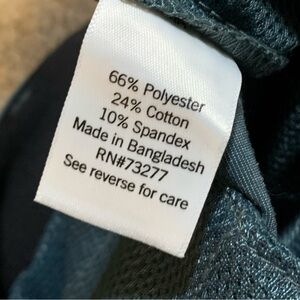 66% Polyester
24% Cotton
10% Spandex
Made in Bangladesh
RN#73277
See reverse for care